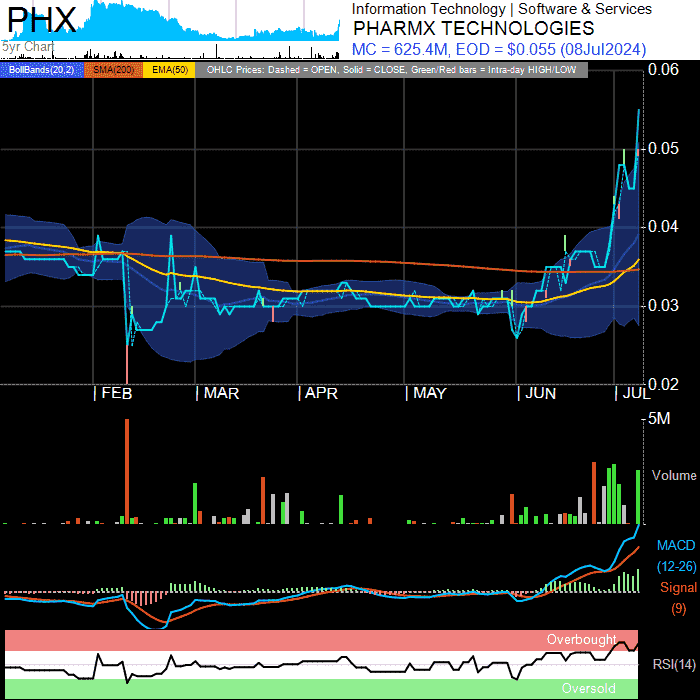 PHX
5yr Chart
Information Technology | Software & Services
PHARMX TECHNOLOGIES
MC = 625.4M, EOD = $0.055 (08Jul2024)
BollBands(20,2) SMA(200) EMA(50) OHLC Prices: Dashed = OPEN, Solid = CLOSE, Green/Red bars = Intra-day HIGH/LOW
0.06
0.05
0.04
0.03
0.02
| FEB | MAR | APR | MAY | JUN | JUL
5M
Volume
MACD
(12-26)
Signal
(9)
Overbought
RSI(14)
Oversold